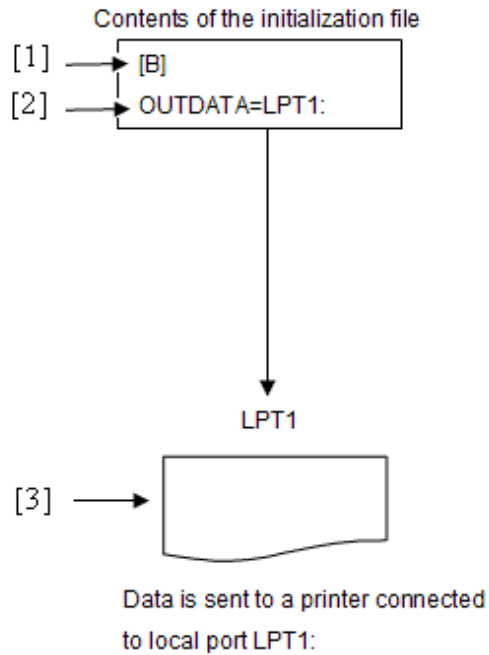 Contents of the initialization file
[1] [B]
[2] OUTDATA=LPT1:
LPT1
[3]
Data is sent to a printer connected
to local port LPT1: